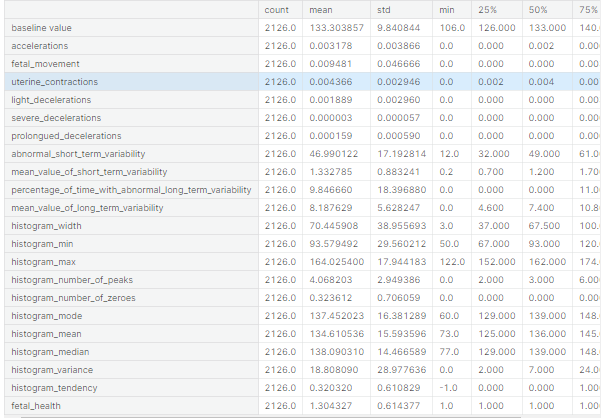 count mean std min 25% 50% 75%
baseline value 2126.0 133.303857 9.840844 106.0 126.000 133.000 140.
accelerations 2126.0 0.003178 0.003866 0.0 0.000 0.002 0.00
fetal_movement 2126.0 0.009481 0.046666 0.0 0.000 0.000 0.00
uterine_contractions 2126.0 0.004366 0.002946 0.0 0.002 0.004 0.00
light_decelerations 2126.0 0.001889 0.002960 0.0 0.000 0.000 0.00
severe_decelerations 2126.0 0.000003 0.000057 0.0 0.000 0.000 0.00
prolongued_decelerations 2126.0 0.000159 0.000590 0.0 0.000 0.000 0.00
abnormal_short_term_variability 2126.0 46.990122 17.192814 12.0 32.000 49.000 61.0
mean_value_of_short_term_variability 2126.0 1.332785 0.883241 0.2 0.700 1.200 1.70
percentage_of_time_with_abnormal_long_term_variability 2126.0 9.846660 18.396880 0.0 0.000 0.000 11.0
mean_value_of_long_term_variability 2126.0 8.187629 5.628247 0.0 4.600 7.400 10.8
histogram_width 2126.0 70.445908 38.955693 3.0 37.000 67.500 100.
histogram_min 2126.0 93.579492 29.560212 50.0 67.000 93.000 120.
histogram_max 2126.0 164.025400 17.944183 122.0 152.000 162.000 174.
histogram_number_of_peaks 2126.0 4.068203 2.949386 0.0 2.000 3.000 6.00
histogram_number_of_zeroes 2126.0 0.323612 0.706059 0.0 0.000 0.000 0.00
histogram_mode 2126.0 137.452023 16.381289 60.0 129.000 139.000 148.
histogram_mean 2126.0 134.610536 15.593596 73.0 125.000 136.000 145.
histogram_median 2126.0 138.090310 14.466589 77.0 129.000 139.000 148.
histogram_variance 2126.0 18.808090 28.977636 0.0 2.000 7.000 24.0
histogram_tendency 2126.0 0.320320 0.610829 -1.0 0.000 0.000 1.00
fetal_health 2126.0 1.304327 0.614377 1.0 1.000 1.000 1.00